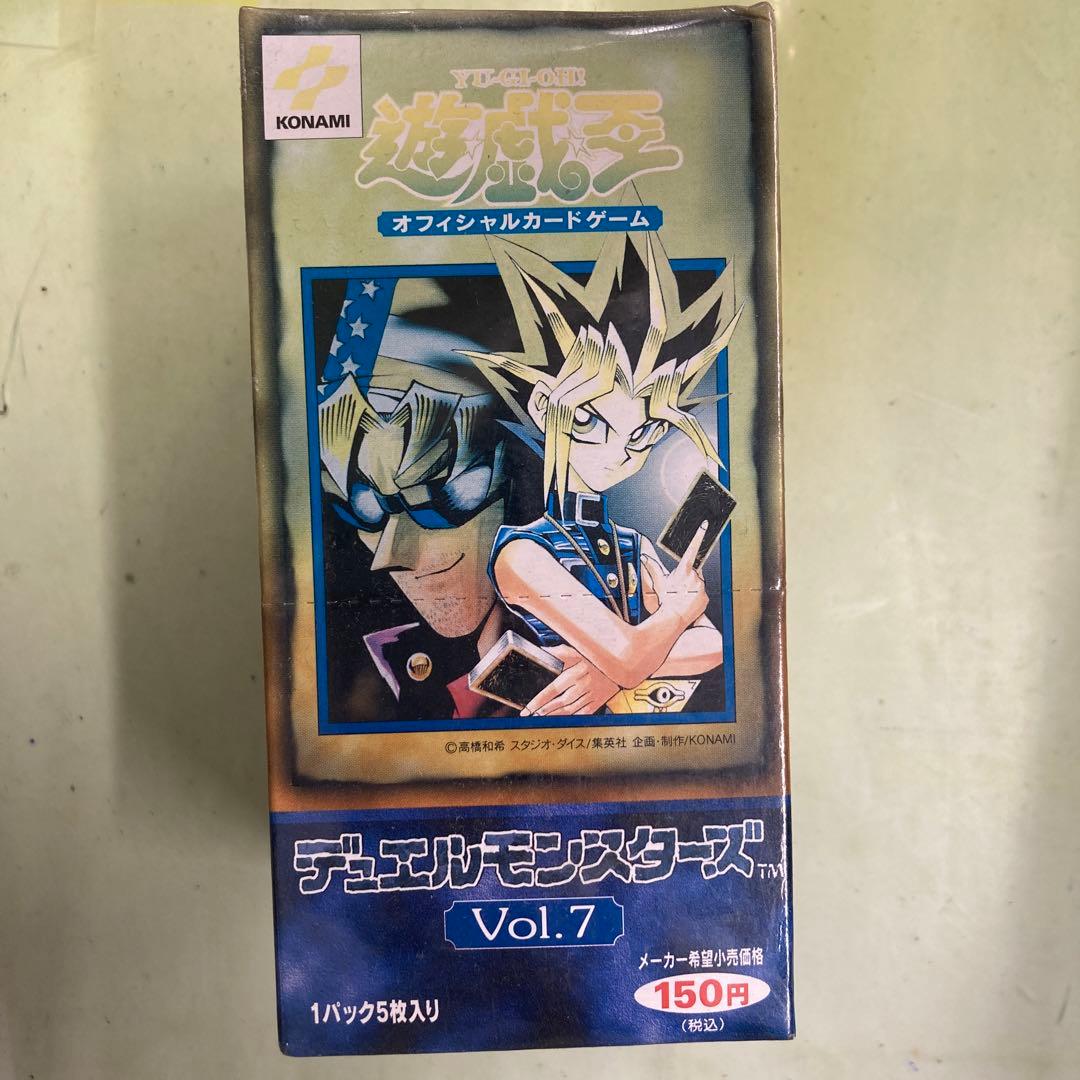 KONAMI
YU-GI-OH!
遊☆戯☆王
オフィシャルカードゲーム
©高橋和希 スタジオ・ダイス/集英社 企画・制作/KONAMI
デュエルモンスターズ™
Vol.7
メーカー希望小売価格
150円
(税込)
1パック5枚入り